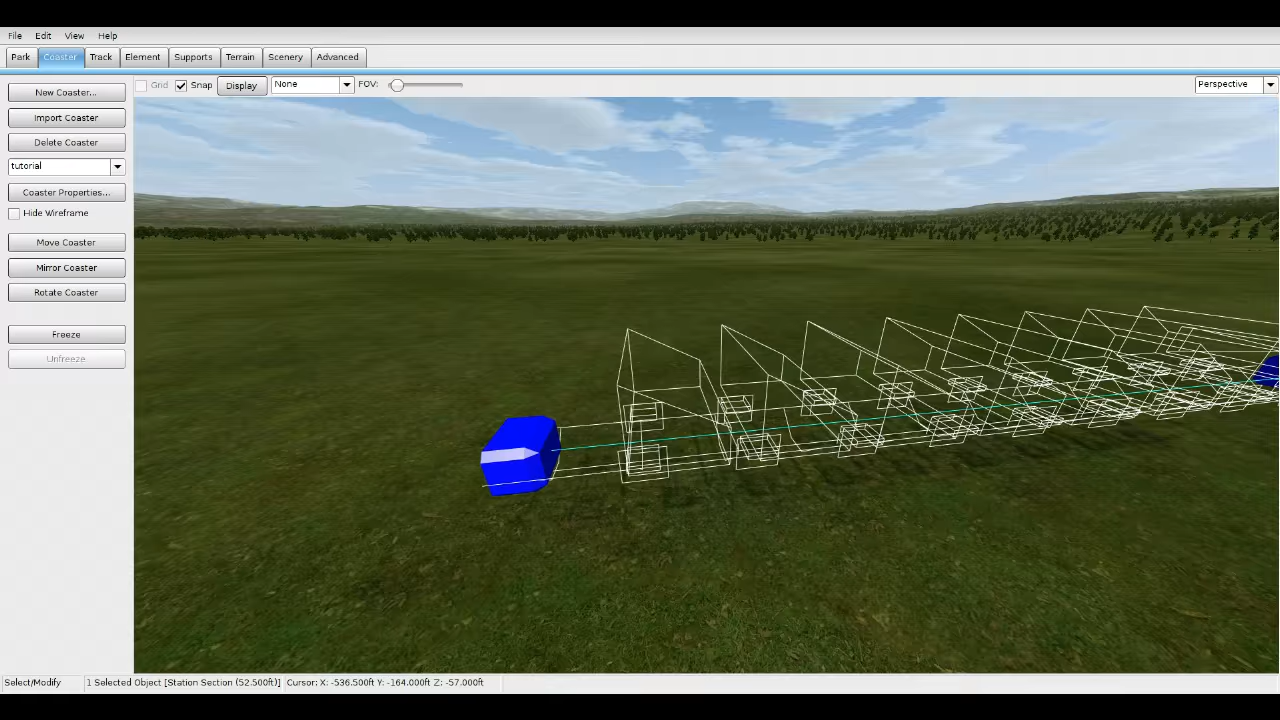 File Edit View Help
Park Coaster Track Element Supports Terrain Scenery Advanced
Grid Snap Display None FOV: Perspective
New Coaster...
Import Coaster
Delete Coaster
tutorial
Coaster Properties...
Hide Wireframe
Move Coaster
Mirror Coaster
Rotate Coaster
Freeze
Unfreeze
Select/Modify 1 Selected Object [Station Section (52.500ft)] Cursor: X: -536.500ft Y: -164.000ft Z: -57.000ft